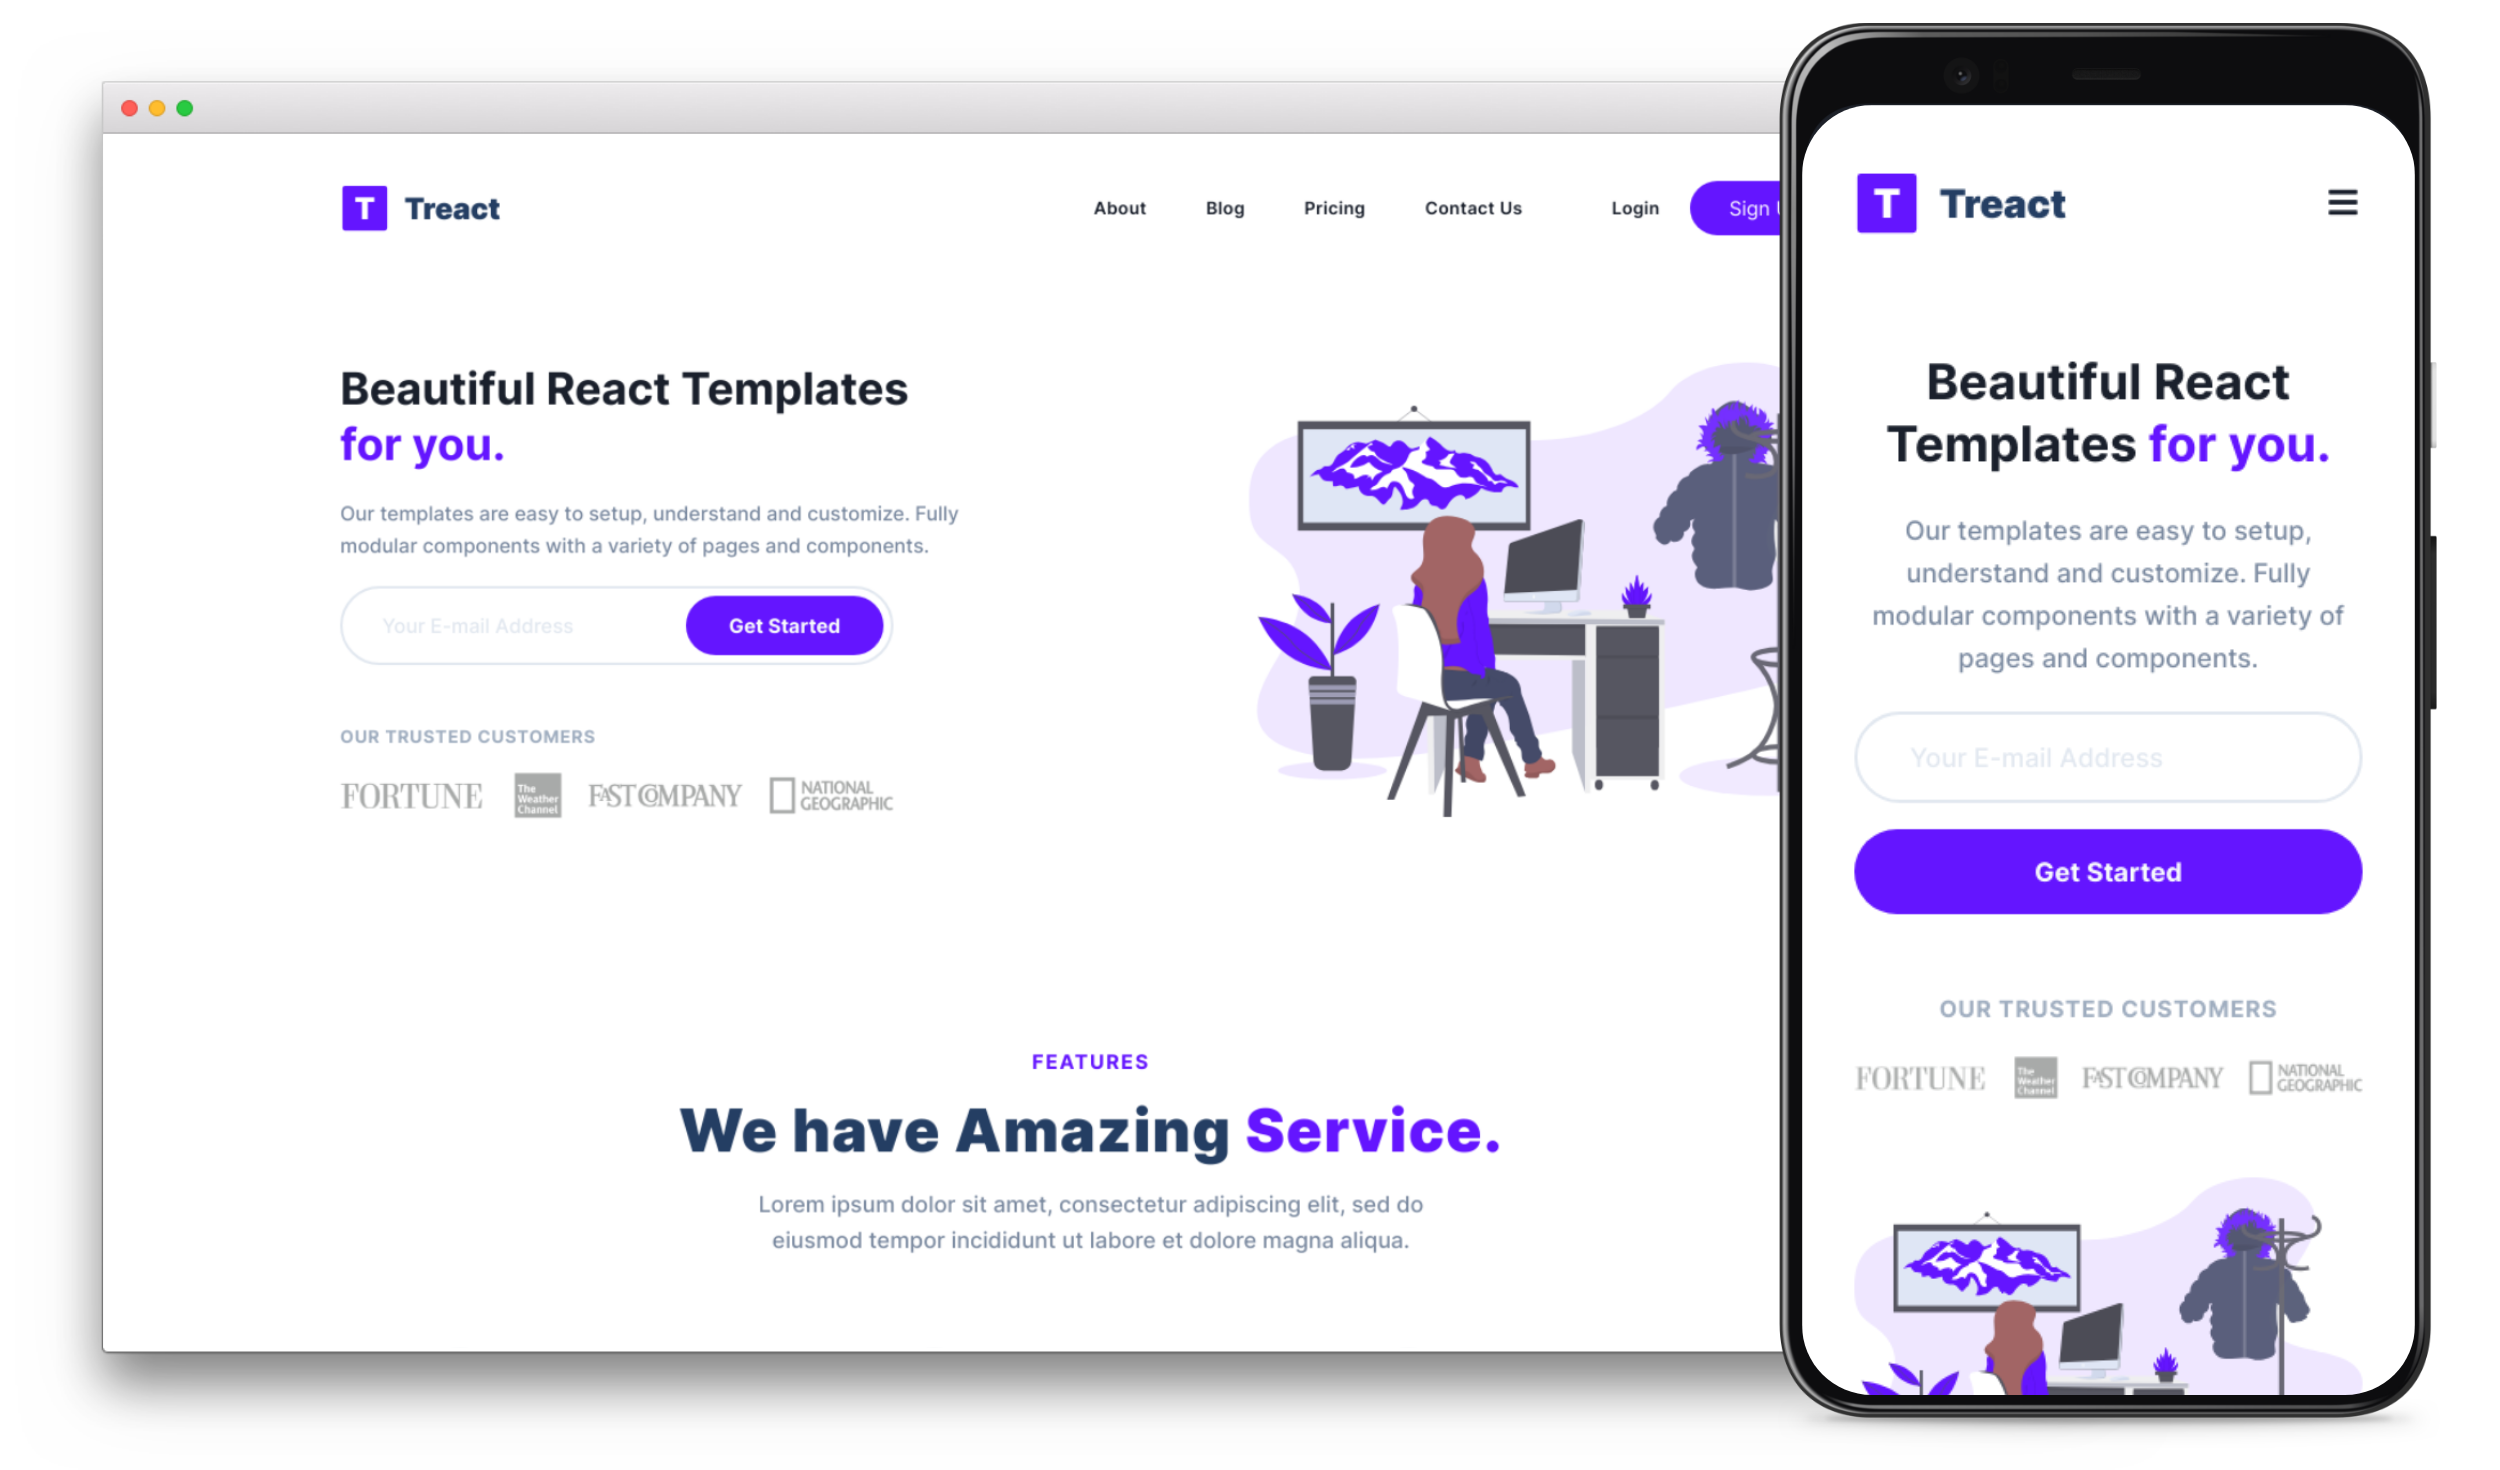 T Treact
About Blog Pricing Contact Us Login Sign
Beautiful React Templates
for you.
Our templates are easy to setup, understand and customize. Fully
modular components with a variety of pages and components.
Your E-mail Address
Get Started
OUR TRUSTED CUSTOMERS
FORTUNE
The
Weather
Channel
FAST COMPANY
NATIONAL
GEOGRAPHIC
FEATURES
We have Amazing Service.
Lorem ipsum dolor sit amet, consectetur adipiscing elit, sed do
eiusmod tempor incididunt ut labore et dolore magna aliqua.
T Treact
Beautiful React
Templates for you.
Our templates are easy to setup,
understand and customize. Fully
modular components with a variety of
pages and components.
Your E-mail Address
Get Started
OUR TRUSTED CUSTOMERS
FORTUNE
The
Weather
Channel
FAST COMPANY
NATIONAL
GEOGRAPHIC